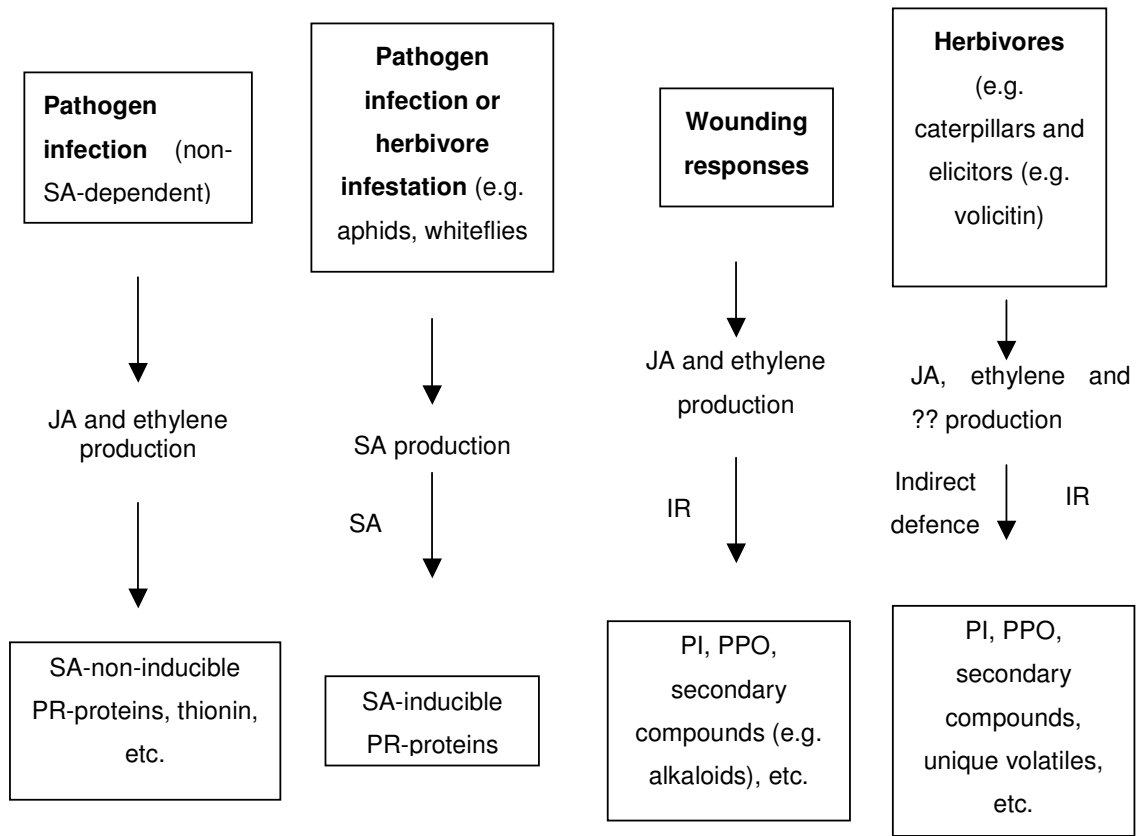 Pathogen
infection (non-
SA-dependent)
JA and ethylene
production
SA-non-inducible
PR-proteins, thionin,
etc.
Pathogen
infection or
herbivore
infestation (e.g.
aphids, whiteflies
SA production
SA
SA-inducible
PR-proteins
Wounding
responses
JA and ethylene
production
IR
PI, PPO,
secondary
compounds (e.g.
alkaloids), etc.
Herbivores
(e.g.
caterpillars and
elicitors (e.g.
volicitin)
JA, ethylene and
?? production
Indirect
defence
IR
PI, PPO,
secondary
compounds,
unique volatiles,
etc.